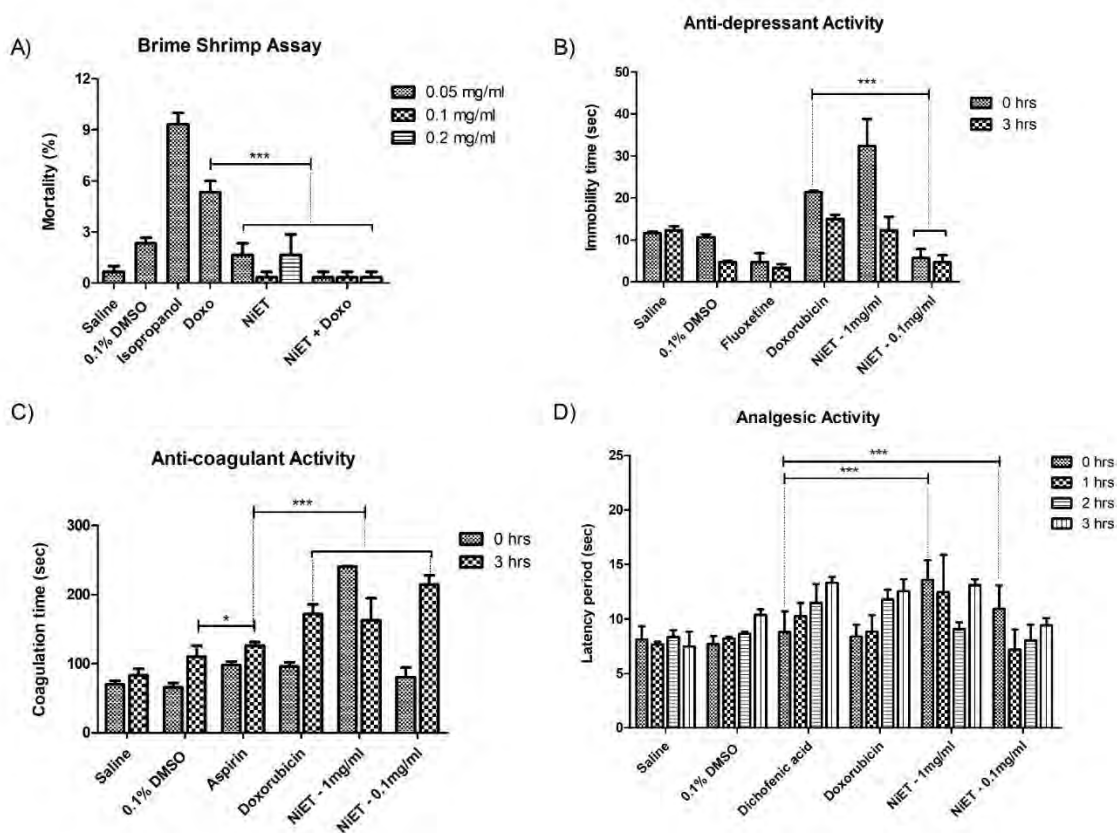 A)
Brime Shrimp Assay
Mortality (%)
12
9
6
3
0
***
0.05 mg/ml
0.1 mg/ml
0.2 mg/ml
Saline
0.1% DMSO
Isopropanol
Doxo
NiET
NiET + Doxo
B)
Anti-depressant Activity
Immobility time (sec)
50
40
30
20
10
0
***
0 hrs
3 hrs
Saline
0.1% DMSO
Fluoxetine
Doxorubicin
NiET - 1mg/ml
NiET - 0.1mg/ml
C)
Anti-coagulant Activity
Coagulation time (sec)
300
200
100
0
*
***
0 hrs
3 hrs
Saline
0.1% DMSO
Aspirin
Doxorubicin
NiET - 1mg/ml
NiET - 0.1mg/ml
D)
Analgesic Activity
Latency period (sec)
25
20
15
10
5
0
***
***
0 hrs
1 hrs
2 hrs
3 hrs
Saline
0.1% DMSO
Dichofenic acid
Doxorubicin
NiET - 1mg/ml
NiET - 0.1mg/ml